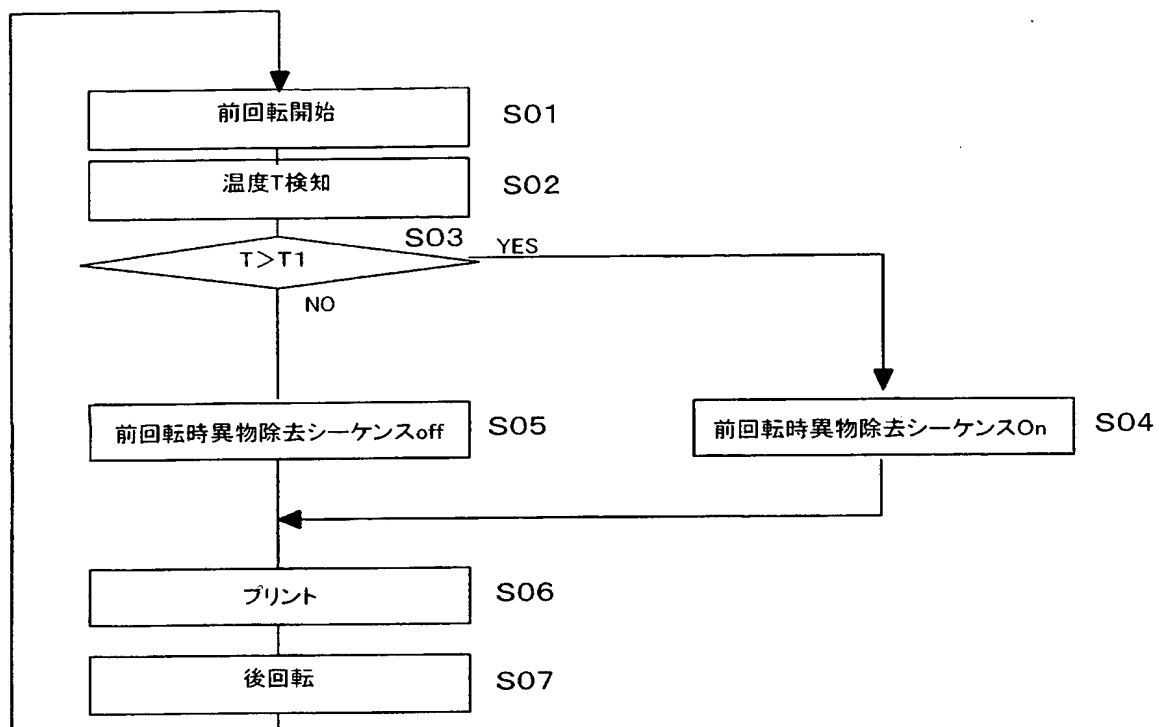 前回転開始 S01
温度T検知 S02
S03
T＞T1
YES
NO
前回転時異物除去シーケンスoff S05
前回転時異物除去シーケンスOn S04
プリント S06
後回転 S07